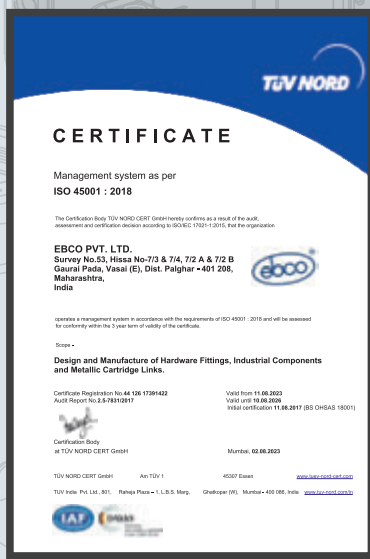 TÜV NORD
CERTIFICATE
Management system as per
ISO 45001 : 2018
The Certification Body TÜV NORD CERT GmbH hereby confirms as a result of the audit,
assessment and certification decision according to ISO/IEC 17021-1:2015, that the organization
EBCO PVT. LTD.
Survey No.53, Hissa No-7/3 & 7/4, 7/2 A & 7/2 B
Gaurai Pada, Vasai (E), Dist. Palghar - 401 208,
Maharashtra,
India
ebco
operates a management system in accordance with the requirements of ISO 45001 : 2018 and will be assessed
for conformity within the 3 year term of validity of the certificate.
Scope -
Design and Manufacture of Hardware Fittings, Industrial Components
and Metallic Cartridge Links.
Certificate Registration No.44 126 17391422
Audit Report No.2.5-7831/2017
Valid from 11.08.2023
Valid until 10.08.2026
Initial certification 11.08.2017 (BS OHSAS 18001)
Certification Body
at TÜV NORD CERT GmbH
Mumbai, 02.08.2023
TÜV NORD CERT GmbH Am TÜV 1 45307 Essen www.tuev-nord-cert.com
TUV India Pvt. Ltd., 801, Raheja Plaza - 1, L.B.S. Marg, Ghatkopar (W), Mumbai - 400 086, India www.tuv-nord.com/in
IAF
DAkkS